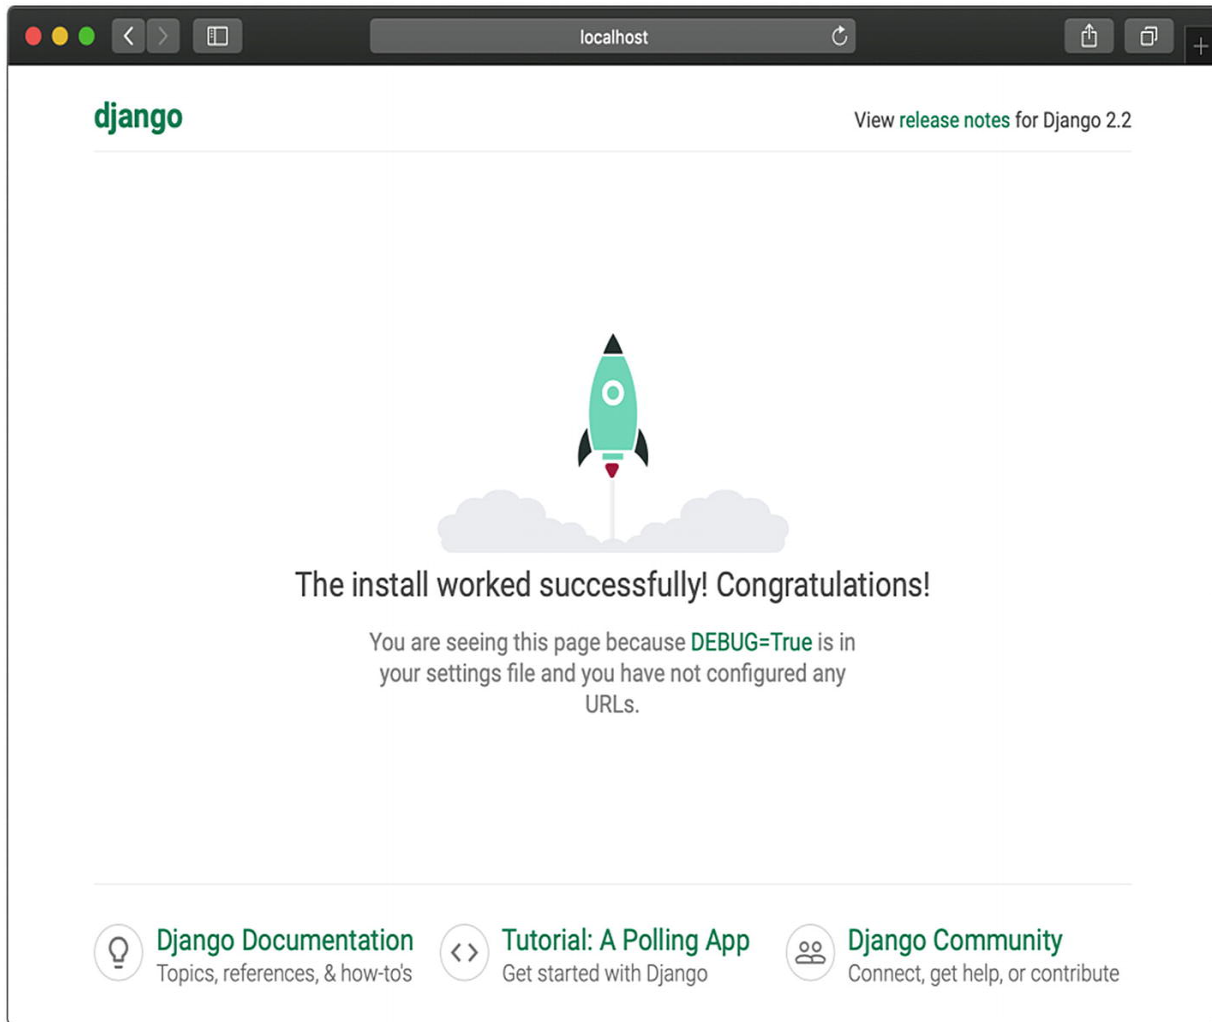 localhost
django
View release notes for Django 2.2
The install worked successfully! Congratulations!
You are seeing this page because DEBUG=True is in
your settings file and you have not configured any
URLs.
Django Documentation
Topics, references, & how-to's
Tutorial: A Polling App
Get started with Django
Django Community
Connect, get help, or contribute